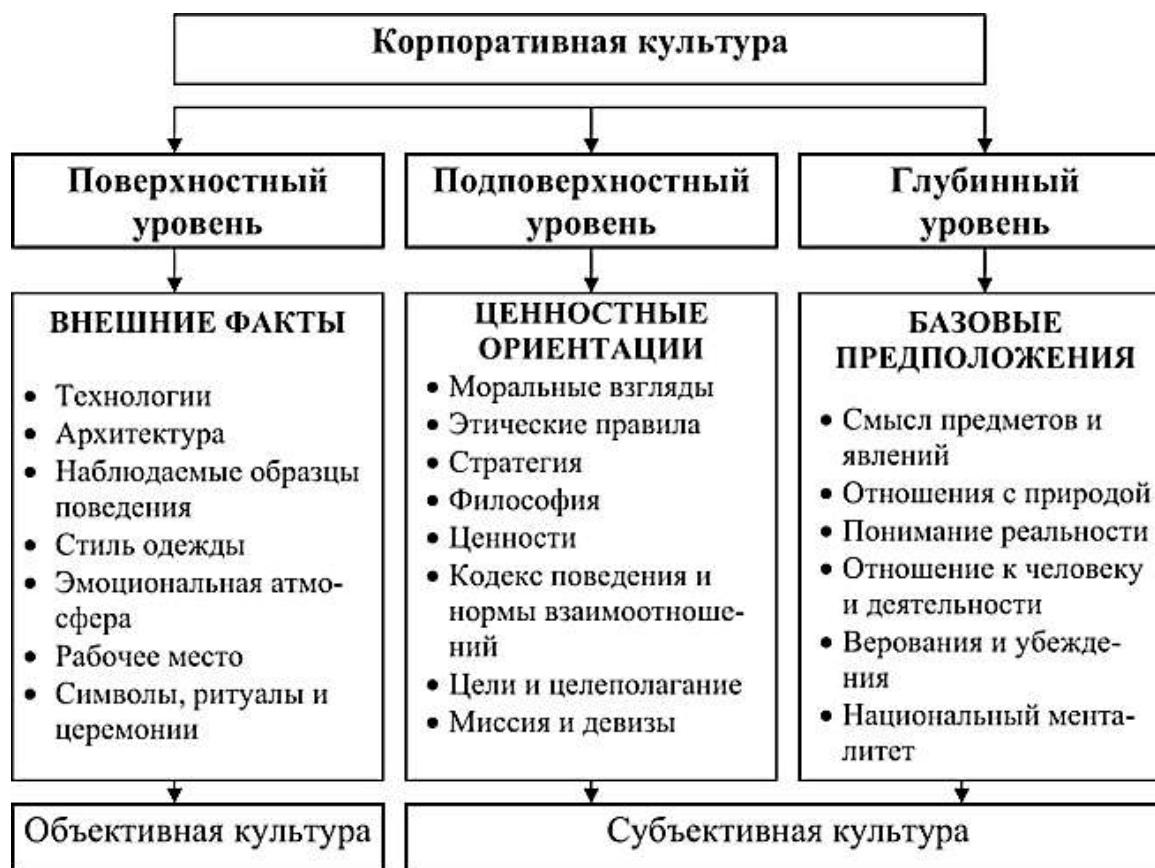 Корпоративная культура
Поверхностный
уровень
Подповерхностный
уровень
Глубинный
уровень
ВНЕШНИЕ ФАКТЫ
• Технологии
• Архитектура
• Наблюдаемые образцы
поведения
• Стиль одежды
• Эмоциональная атмо-
сфера
• Рабочее место
• Символы, ритуалы и
церемонии
ЦЕННОСТНЫЕ
ОРИЕНТАЦИИ
• Моральные взгляды
• Этические правила
• Стратегия
• Философия
• Ценности
• Кодекс поведения и
нормы взаимоотноше-
ний
• Цели и целеполагание
• Миссия и девизы
БАЗОВЫЕ
ПРЕДПОЛОЖЕНИЯ
• Смысл предметов и
явлений
• Отношения с природой
• Понимание реальности
• Отношение к человеку
и деятельности
• Верования и убежде-
ния
• Национальный мента-
литет
Объективная культура
Субъективная культура